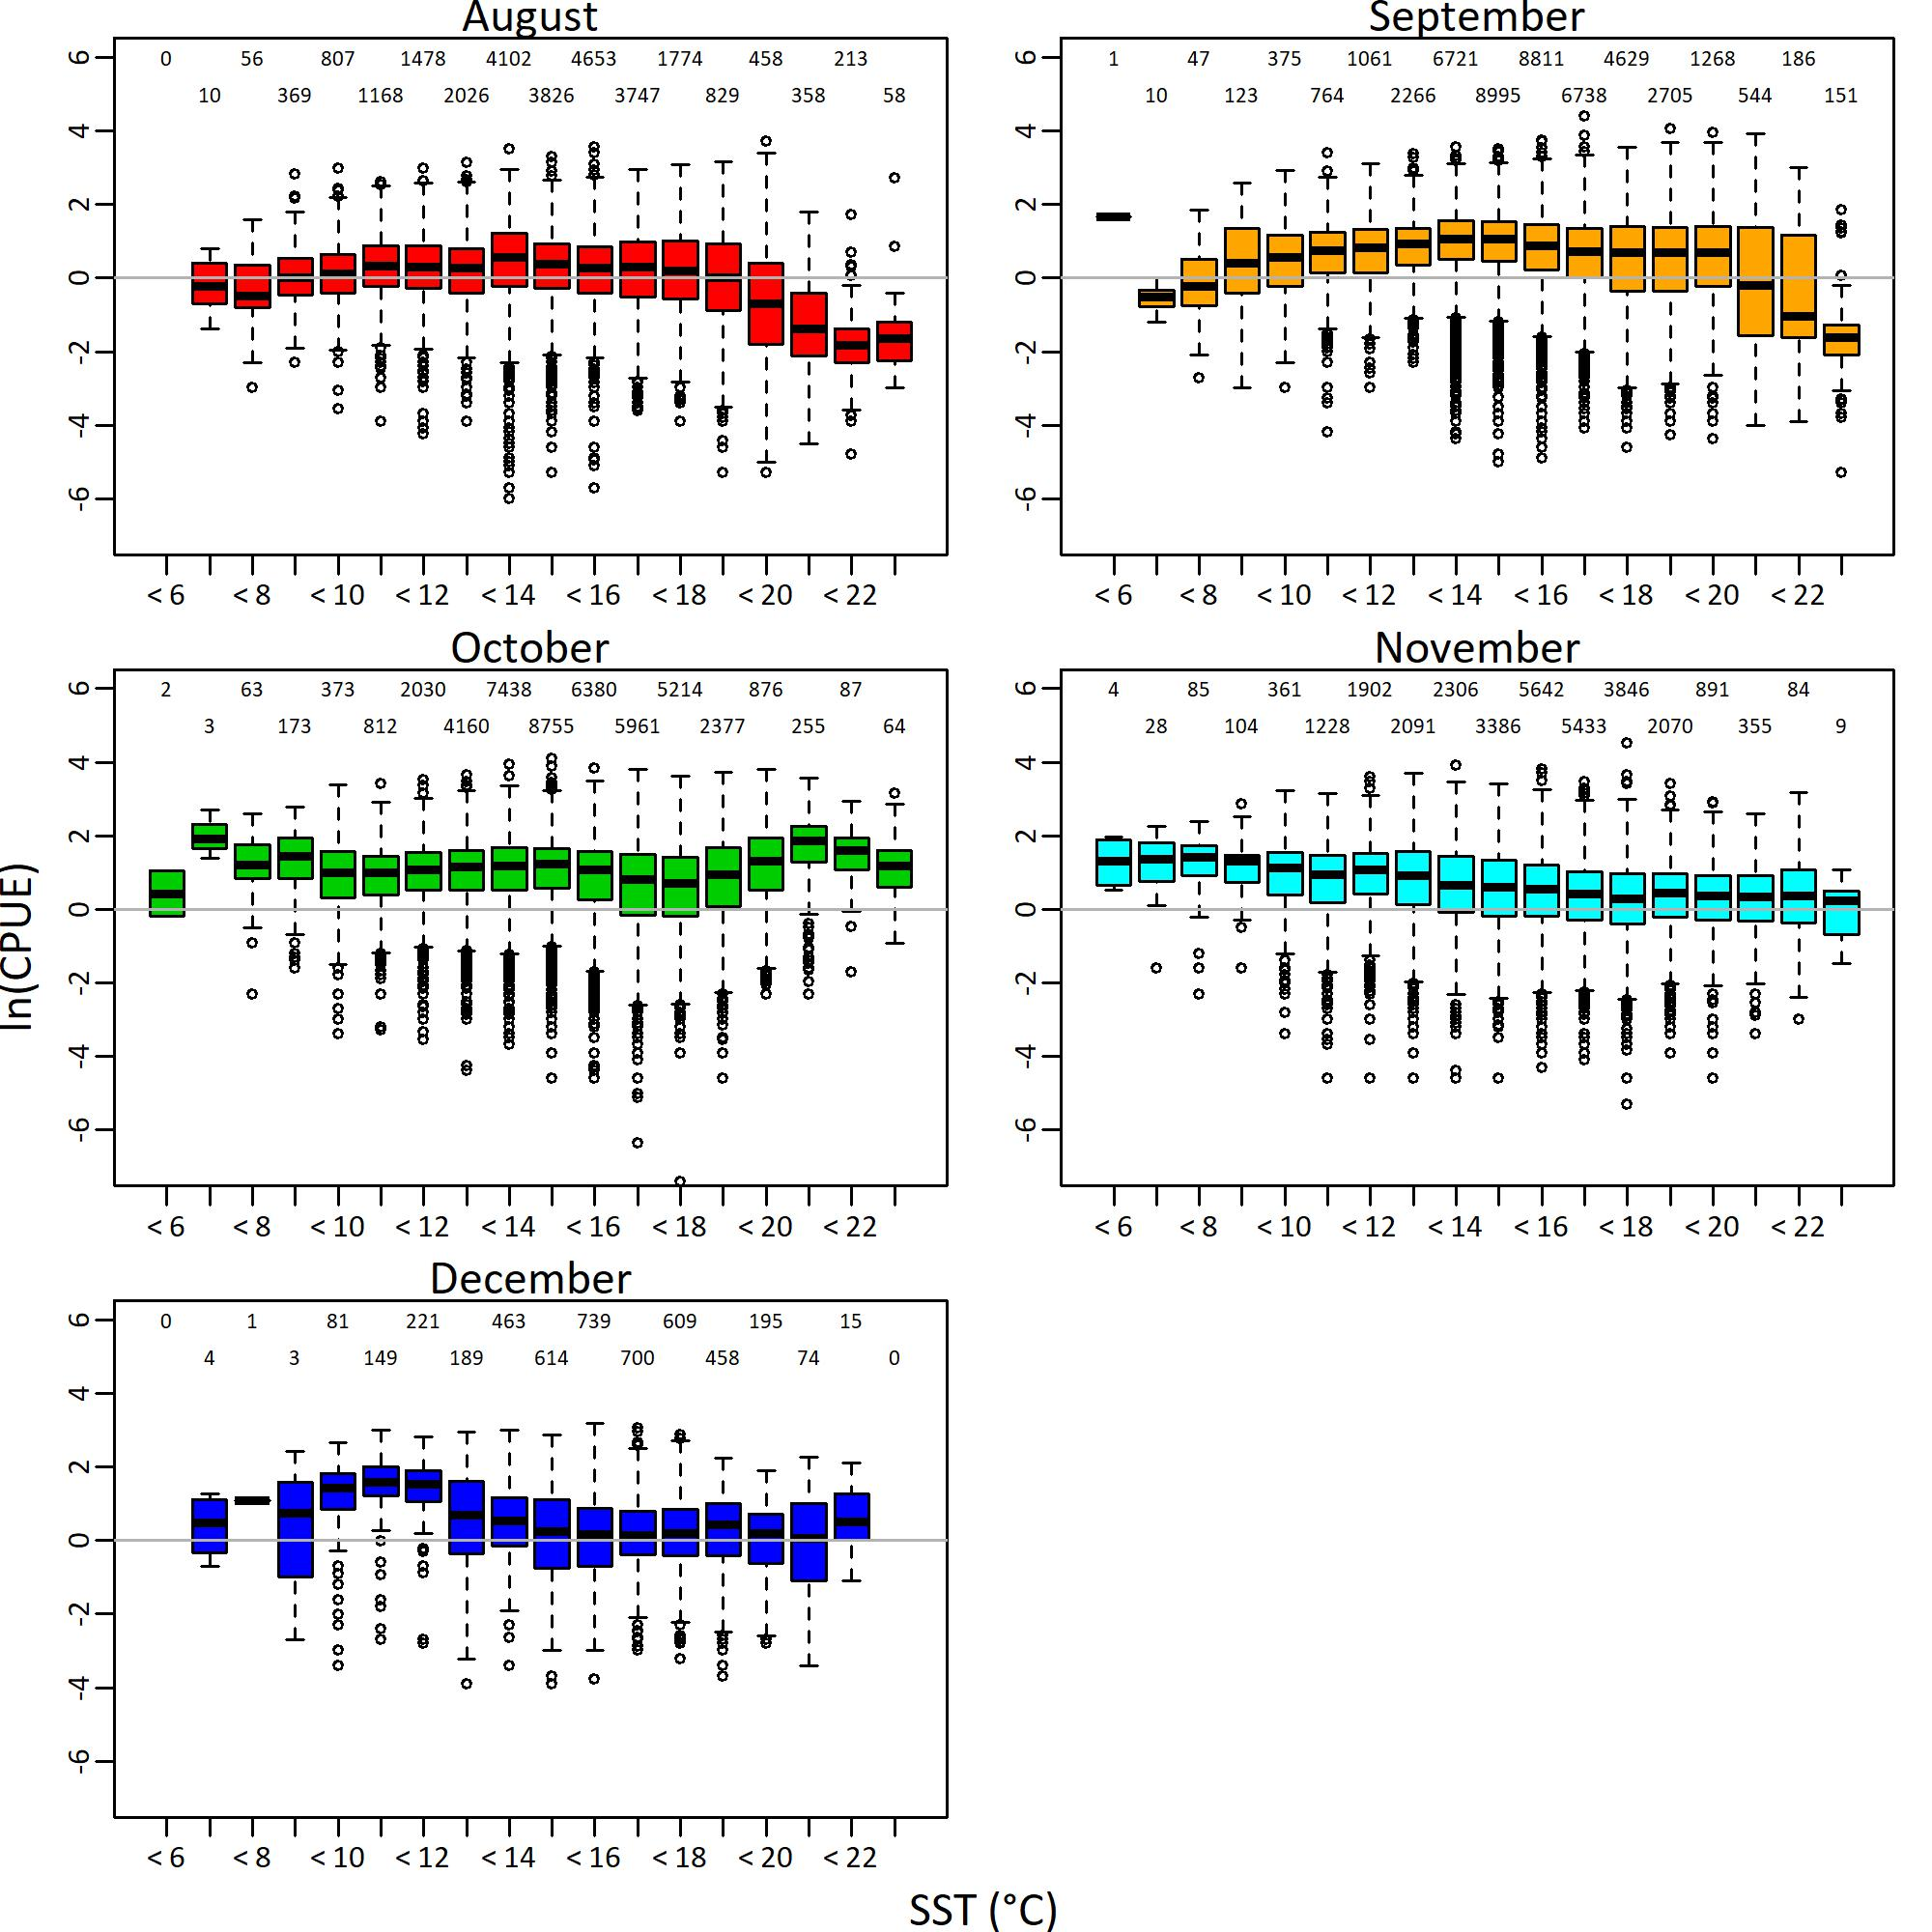 August September
6 0 56 807 1478 4102 4653 1774 458 213 6 1 47 375 1061 6721 8811 4629 1268 186
10 369 1168 2026 3826 3747 829 358 58 10 123 764 2266 8995 6738 2705 544 151
4 4
2 2
0 0
-2 -2
-4 -4
-6 -6
< 6 < 8 < 10 < 12 < 14 < 16 < 18 < 20 < 22 < 6 < 8 < 10 < 12 < 14 < 16 < 18 < 20 < 22
October November
6 2 63 373 2030 7438 6380 5214 876 87 6 4 85 361 1902 2306 5642 3846 891 84
3 173 812 4160 8755 5961 2377 255 64 28 104 1228 2091 3386 5433 2070 355 9
4 4
2 2
0 0
ln(CPUE)
-2 -2
-4 -4
-6 -6
< 6 < 8 < 10 < 12 < 14 < 16 < 18 < 20 < 22 < 6 < 8 < 10 < 12 < 14 < 16 < 18 < 20 < 22
December
6 0 1 81 221 463 739 609 195 15
4 3 149 189 614 700 458 74 0
4
2
0
-2
-4
-6
< 6 < 8 < 10 < 12 < 14 < 16 < 18 < 20 < 22
SST (°C)